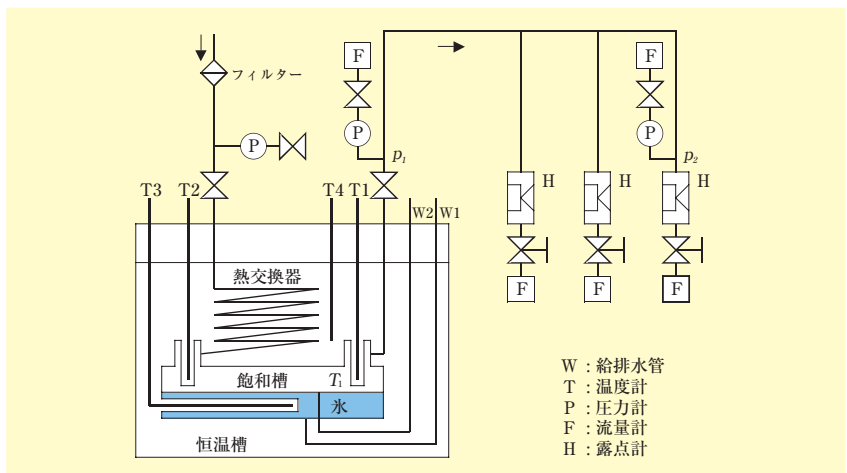 F
F
フィルター
P
P
P
p1
p2
H
H
H
T3 T2
T4 T1
W2 W1
F
F
F
熱交換器
飽和槽
T1
氷
恒温槽
W:給排水管
T:温度計
P:圧力計
F:流量計
H:露点計